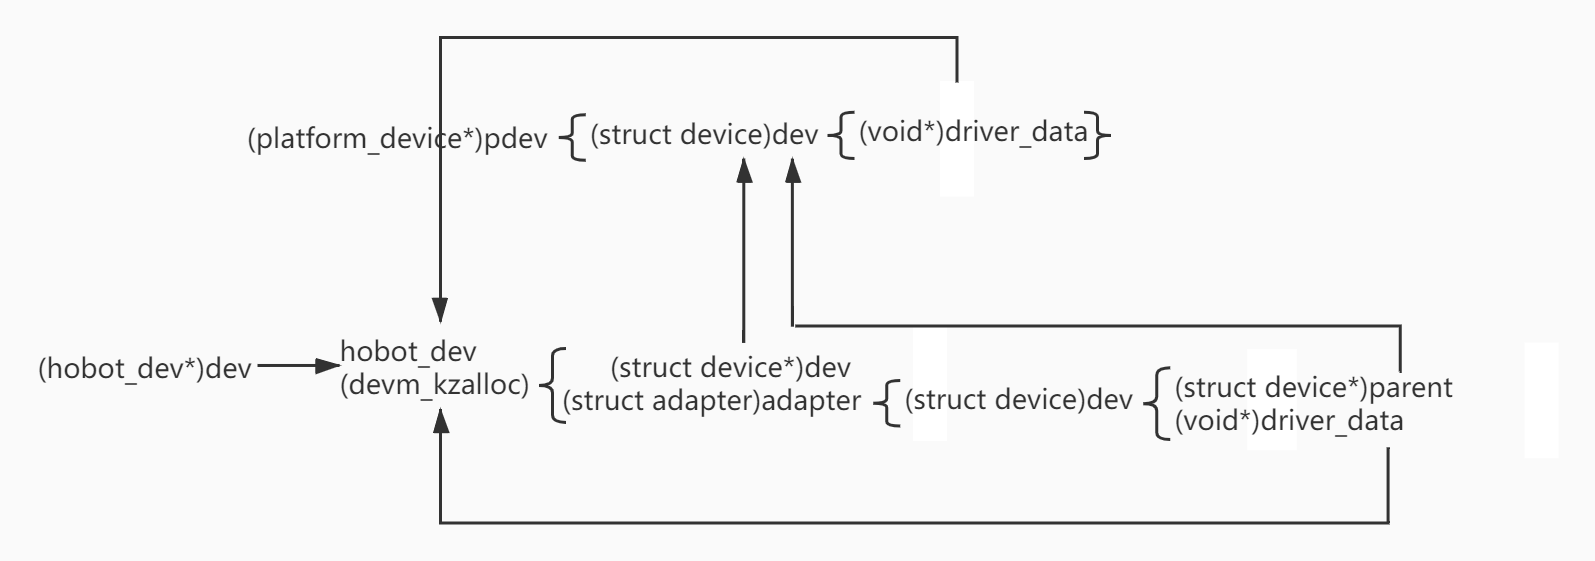 (platform_device*)pdev (struct device)dev (void*)driver_data
(hobot_dev*)dev
hobot_dev
(devm_kzalloc)
(struct device*)dev
(struct adapter)adapter
(struct device)dev
(struct device*)parent
(void*)driver_data